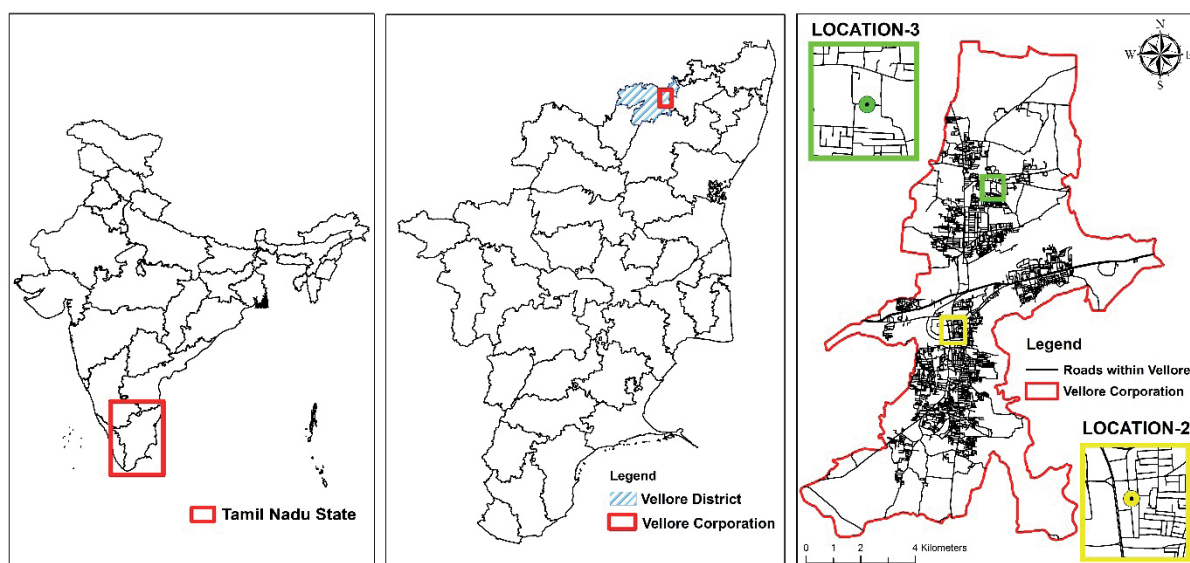 Tamil Nadu State
Legend
Vellore District
Vellore Corporation
LOCATION-3
N
W
E
S
Legend
Roads within Vellore
Vellore Corporation
LOCATION-2
0 1 2 4 Kilometers